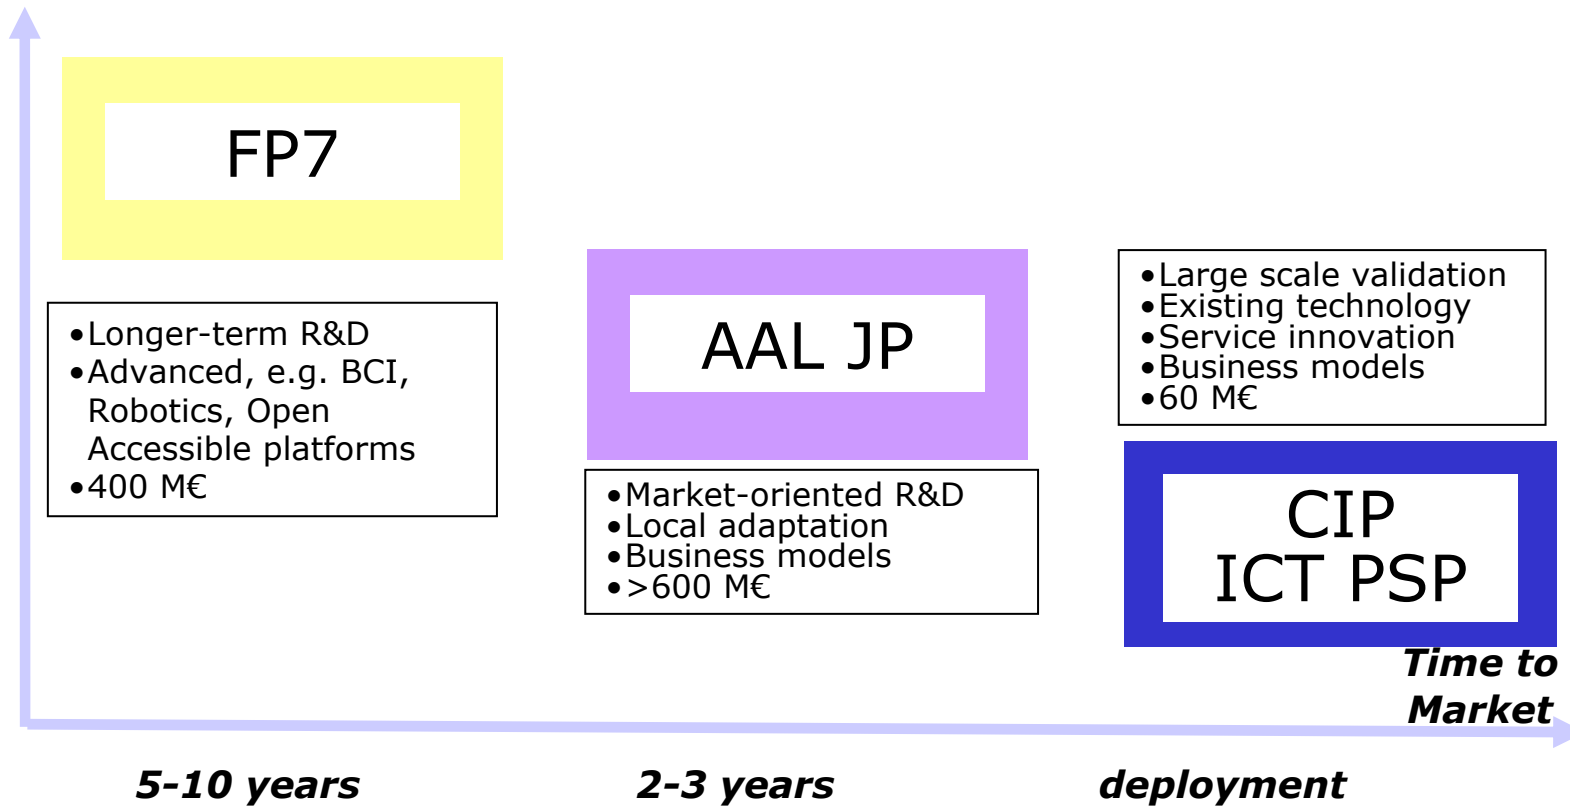 FP7
•Longer-term R&D
•Advanced, e.g. BCI,
Robotics, Open
Accessible platforms
•400 M€
AAL JP
•Market-oriented R&D
•Local adaptation
•Business models
•>600 M€
•Large scale validation
•Existing technology
•Service innovation
•Business models
•60 M€
CIP
ICT PSP
Time to
Market
5-10 years
2-3 years
deployment